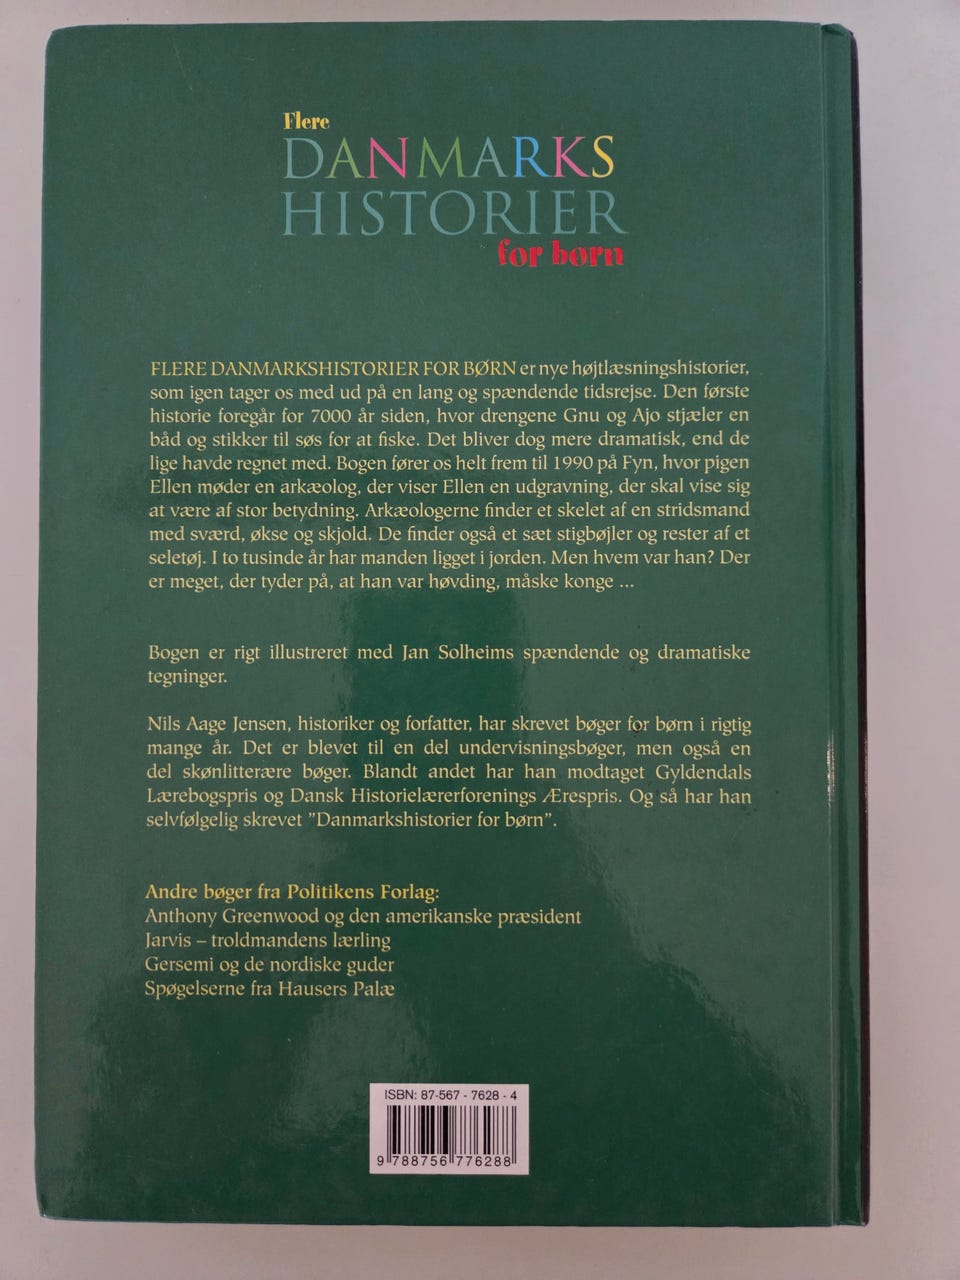 Flere
DANMARKS
HISTORIER
for børn
FLERE DANMARKSHISTORIER FOR BØRN er nye højtlæsningshistorier,
som igen tager os med ud på en lang og spændende tidsrejse. Den første
historie foregår for 7000 år siden, hvor drengene Gnu og Ajo stjæler en
båd og stikker til søs for at fiske. Det bliver dog mere dramatisk, end de
lige havde regnet med. Bogen fører os helt frem til 1990 på Fyn, hvor pigen
Ellen møder en arkæolog, der viser Ellen en udgravning, der skal vise sig
at være af stor betydning. Arkæologerne finder et skelet af en stridsmand
med sværd, økse og skjold. De finder også et sæt stigbøjler og rester af et
seletøj. I to tusinde år har manden ligget i jorden. Men hvem var han? Der
er meget, der tyder på, at han var høvding, måske konge ...
Bogen er rigt illustreret med Jan Solheims spændende og dramatiske
tegninger.
Nils Aage Jensen, historiker og forfatter, har skrevet bøger for børn i rigtig
mange år. Det er blevet til en del undervisningsbøger, men også en
del skønlitterære bøger. Blandt andet har han modtaget Gyldendals
Lærebogspris og Dansk Historielærerforenings Ærespris. Og så har han
selvfølgelig skrevet ”Danmarkshistorier for børn”.
Andre bøger fra Politikens Forlag:
Anthony Greenwood og den amerikanske præsident
Jarvis – troldmandens lærling
Gersemi og de nordiske guder
Spøgelserne fra Hausers Palæ
ISBN: 87-567 - 7628 - 4
9 788756 776288